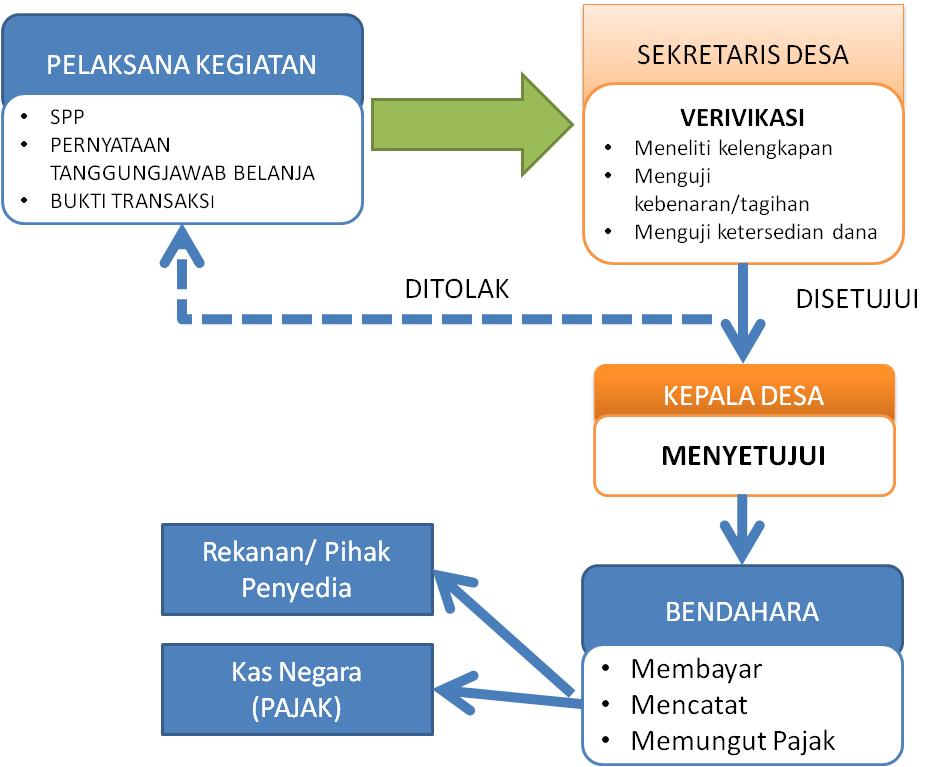 PELAKSANA KEGIATAN
• SPP
• PERNYATAAN
TANGGUNGJAWAB BELANJA
• BUKTI TRANSAKSI
SEKRETARIS DESA
VERIVIKASI
• Meneliti kelengkapan
• Menguji
kebenaran/tagihan
• Menguji ketersedian dana
DITOLAK
DISETUJUI
KEPALA DESA
MENYETUJUI
Rekanan/ Pihak
Penyedia
Kas Negara
(PAJAK)
BENDAHARA
• Membayar
• Mencatat
• Memungut Pajak